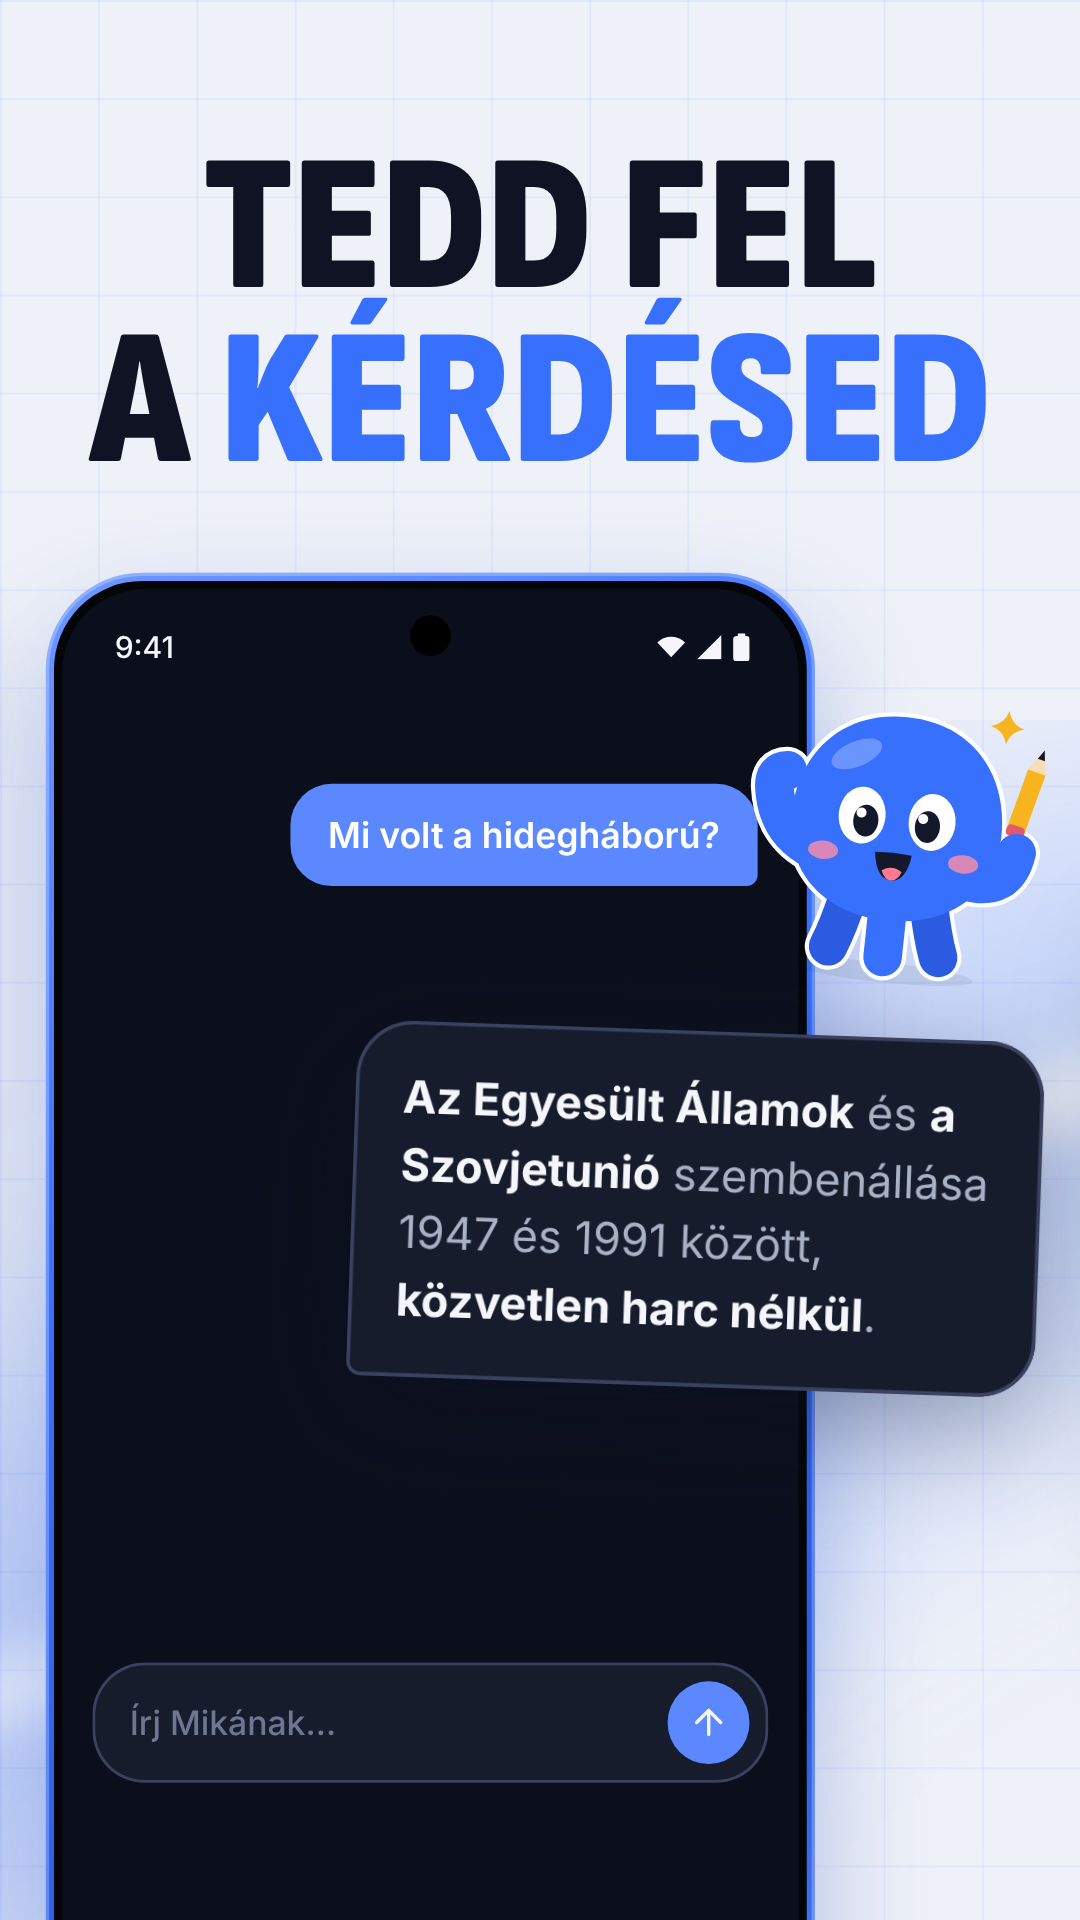 TEDD FEL
A KÉRDÉSED
9:41
Mi volt a hidegháború?
Az Egyesült Államok és a
Szovjetunió szembenállása
1947 és 1991 között,
közvetlen harc nélkül.
Írj Mikának...